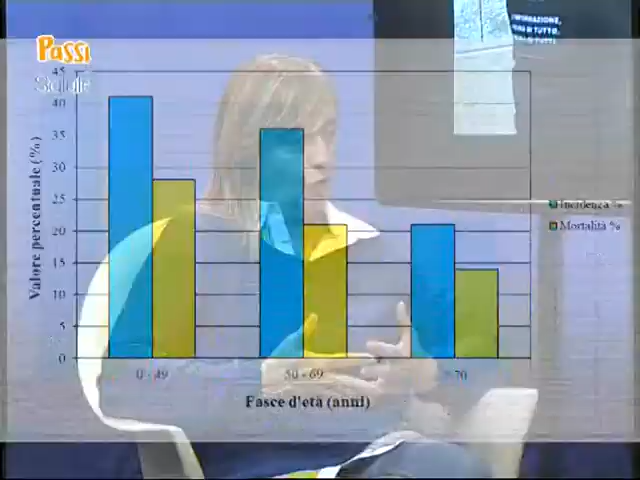 Passi
INFORMAZIONE,
45
40
35
30
25
20
15
10
5
0
Valore percentuale (%)
Incidenza %
Mortalità %
0 - 49
50 - 69
70
Fasce d'età (anni)